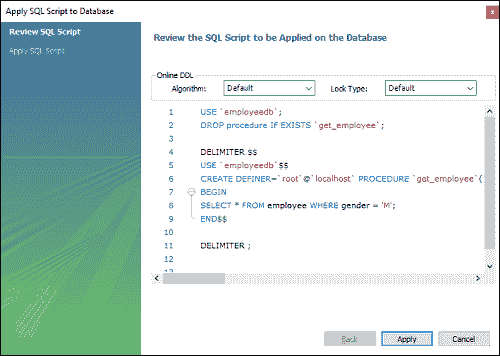 Apply SQL Script to Database
Review SQL Script
Apply SQL Script
Review the SQL Script to be Applied on the Database
Online DDL
Algorithm: Default Lock Type: Default
1 USE `employeedb`;
2 DROP procedure IF EXISTS `get_employee`;
3
4 DELIMITER $$
5 USE `employeedb`$$
6 CREATE DEFINER=`root`@`localhost` PROCEDURE `get_employee`(
7 BEGIN
8 SELECT * FROM employee WHERE gender = 'M';
9 END$$
10
11 DELIMITER ;
12
Back Apply Cancel